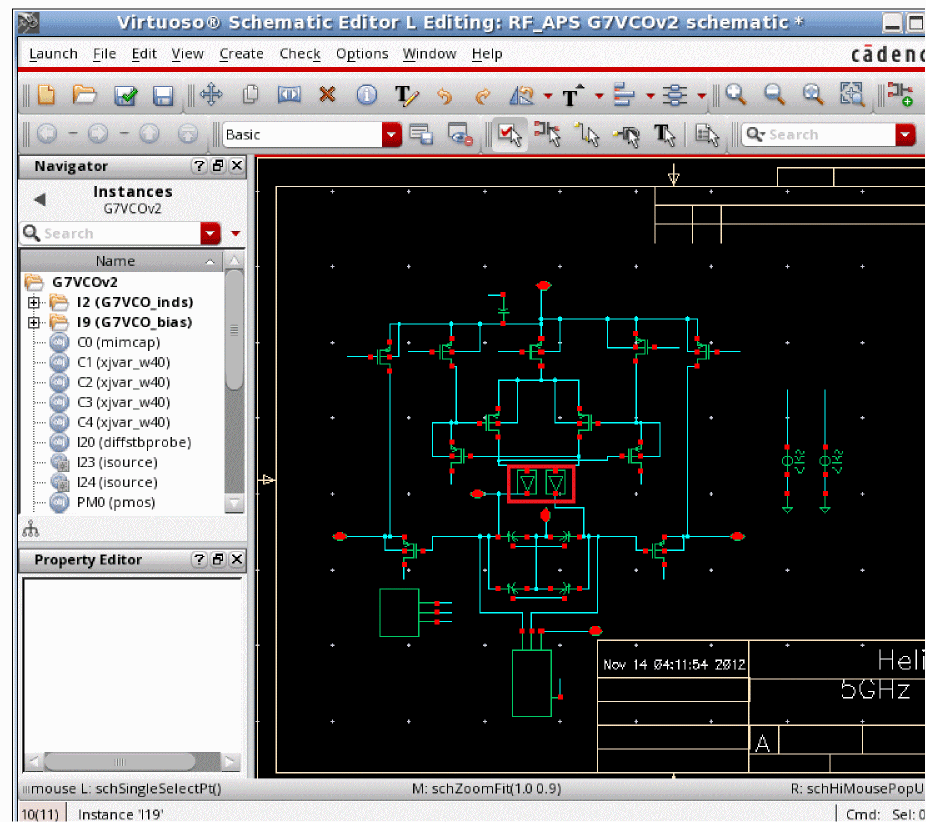 Virtuoso® Schematic Editor L Editing: RF_APS G7VCOv2 schematic *
Launch File Edit View Create Check Options Window Help
cādenc
Basic
Search
Navigator
Instances
G7VCOv2
Search
Name
G7VCOv2
I2 (G7VCO_inds)
I9 (G7VCO_bias)
C0 (mimcap)
C1 (xjvar_w40)
C2 (xjvar_w40)
C3 (xjvar_w40)
C4 (xjvar_w40)
I20 (diffstbprobe)
I23 (isource)
I24 (isource)
PM0 (pmos)
Property Editor
Nov 14 04:11:54 2012
Heli
5GHz
A
mouse L: schSingleSelectPt()
M: schZoomFit(1.0 0.9)
R: schHiMousePopU
10(11)
Instance 'I19'
Cmd: Sel: 0